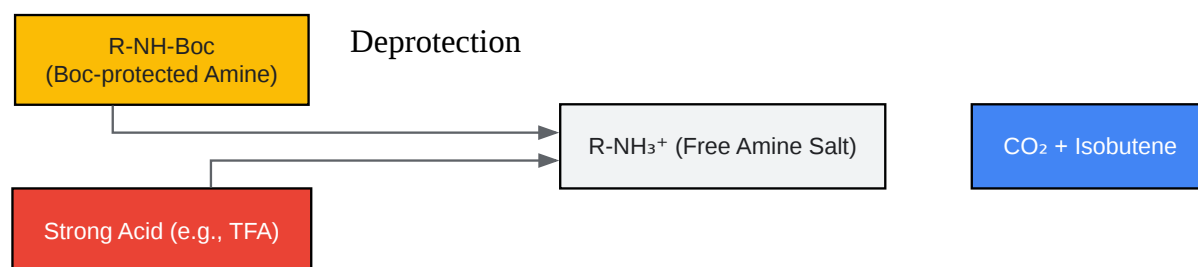 R-NH-Boc
(Boc-protected Amine)
Deprotection
R-NH₃⁺ (Free Amine Salt)
CO₂ + Isobutene
Strong Acid (e.g., TFA)